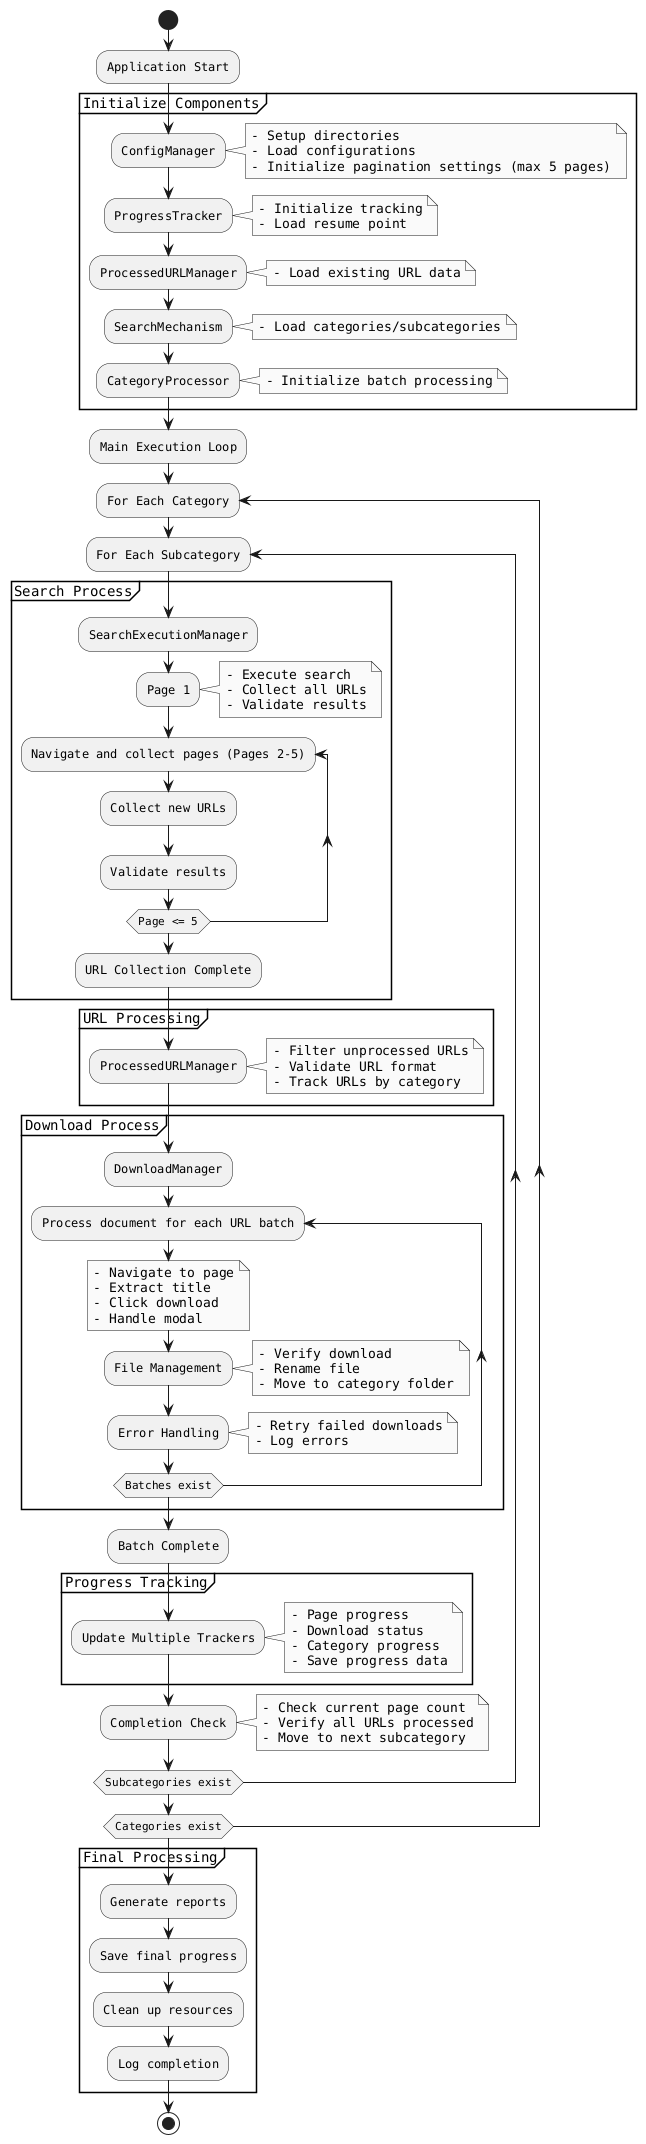 Application Start
Initialize Components
ConfigManager
- Setup directories
- Load configurations
- Initialize pagination settings (max 5 pages)
ProgressTracker
- Initialize tracking
- Load resume point
ProcessedURLManager
- Load existing URL data
SearchMechanism
- Load categories/subcategories
CategoryProcessor
- Initialize batch processing
Main Execution Loop
For Each Category
For Each Subcategory
Search Process
SearchExecutionManager
Page 1
- Execute search
- Collect all URLs
- Validate results
Navigate and collect pages (Pages 2-5)
Collect new URLs
Validate results
Page <= 5
URL Collection Complete
URL Processing
ProcessedURLManager
- Filter unprocessed URLs
- Validate URL format
- Track URLs by category
Download Process
DownloadManager
Process document for each URL batch
- Navigate to page
- Extract title
- Click download
- Handle modal
File Management
- Verify download
- Rename file
- Move to category folder
Error Handling
- Retry failed downloads
- Log errors
Batches exist
Batch Complete
Progress Tracking
Update Multiple Trackers
- Page progress
- Download status
- Category progress
- Save progress data
Completion Check
- Check current page count
- Verify all URLs processed
- Move to next subcategory
Subcategories exist
Categories exist
Final Processing
Generate reports
Save final progress
Clean up resources
Log completion